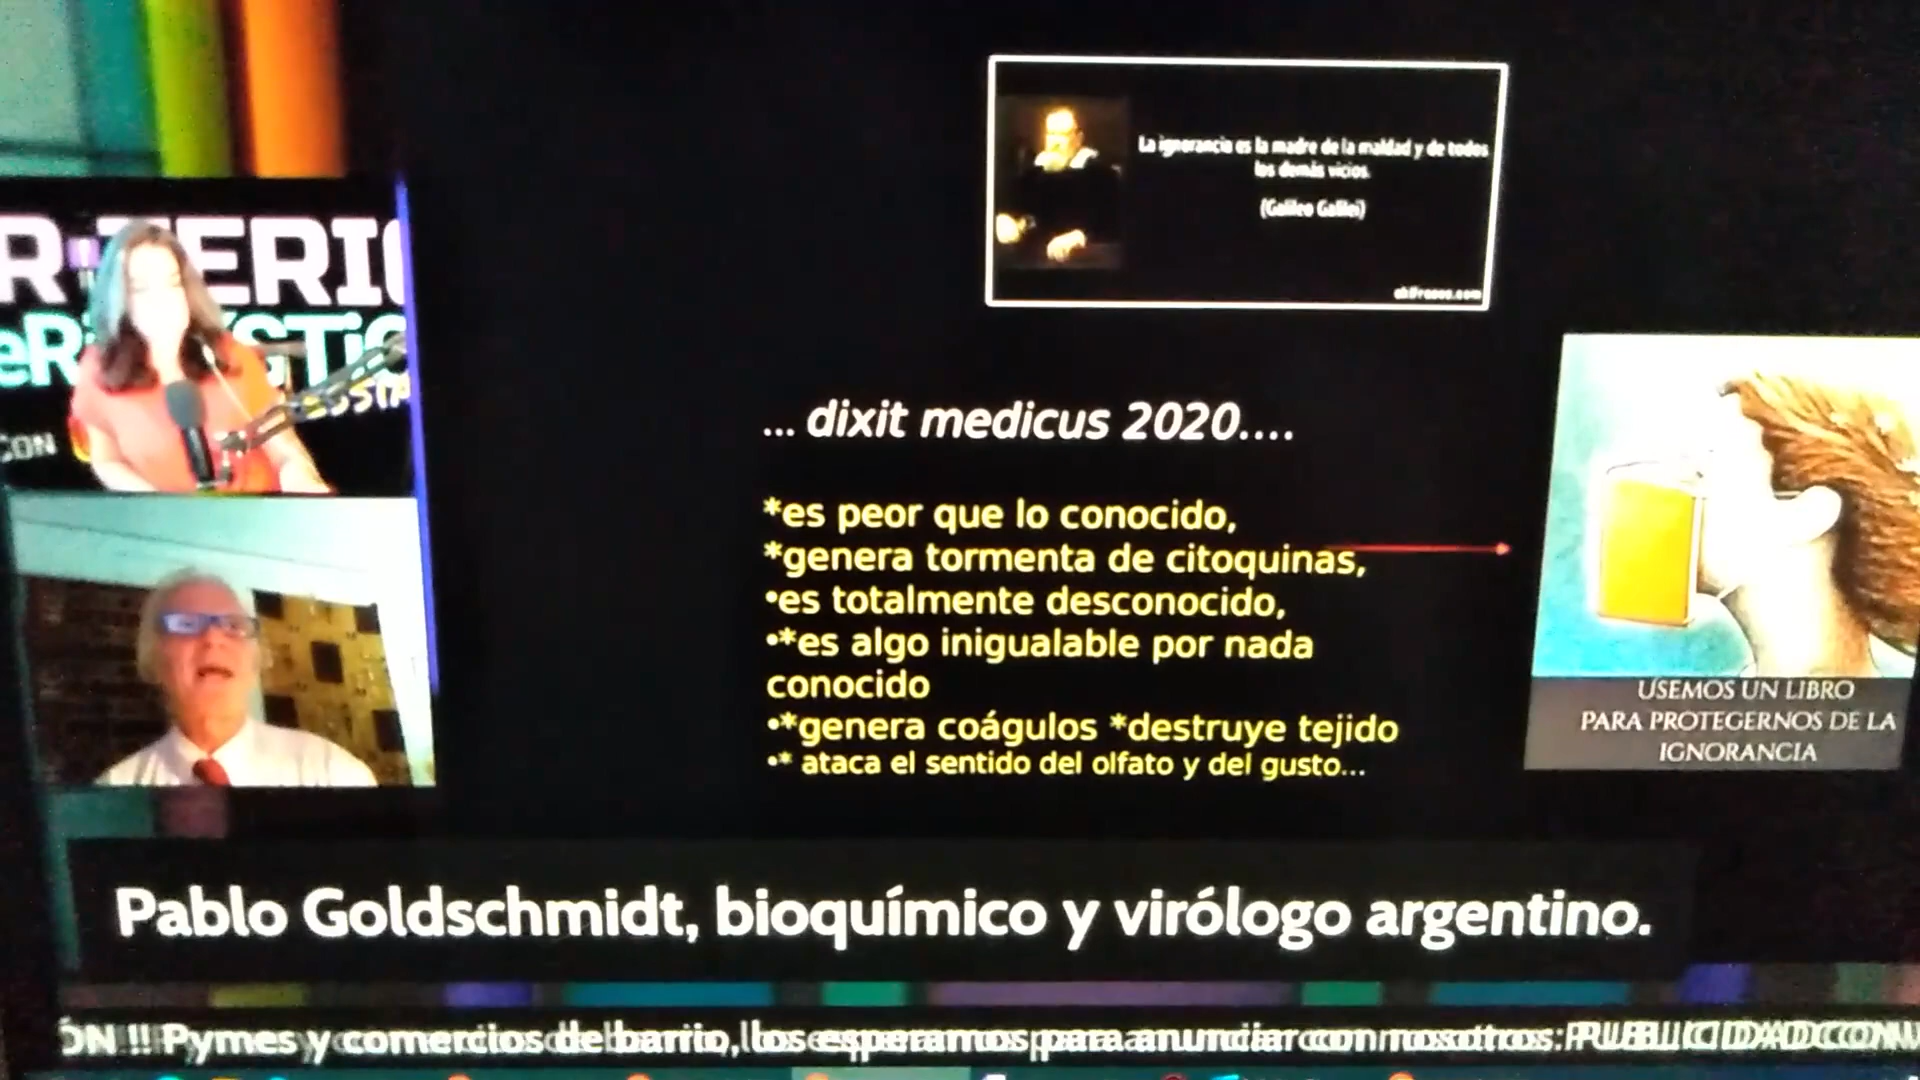 La ignorancia es la madre de la maldad y de todos
los demás vicios.
(Galileo Galilei)
... dixit medicus 2020....
*es peor que lo conocido,
*genera tormenta de citoquinas,
•es totalmente desconocido,
•*es algo inigualable por nada
conocido
•*genera coágulos *destruye tejido
•* ataca el sentido del olfato y del gusto...
USEMOS UN LIBRO
PARA PROTEGERNOS DE LA
IGNORANCIA
CON
Pablo Goldschmidt, bioquímico y virólogo argentino.
ÓN !! Pymes y comercios de barrio, los esperamos para anunciar con nosotros: